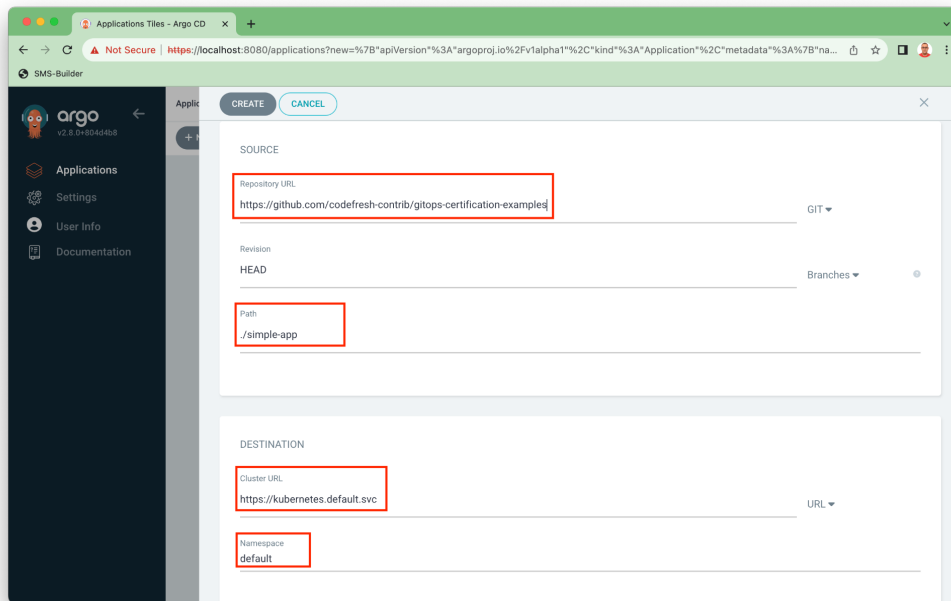 Applications Tiles - Argo CD
Not Secure | https://localhost:8080/applications?new=%7B"apiVersion"%3A"argoproj.io%2Fv1alpha1"%2C"kind"%3A"Application"%2C"metadata"%3A%7B"na...
SMS-Builder
argo
v2.8.0+804d4b8
Applications
Settings
User Info
Documentation
Applic
+ N
CREATE CANCEL
SOURCE
Repository URL
https://github.com/codefresh-contrib/gitops-certification-examples
GIT
Revision
HEAD
Branches
Path
./simple-app
DESTINATION
Cluster URL
https://kubernetes.default.svc
URL
Namespace
default